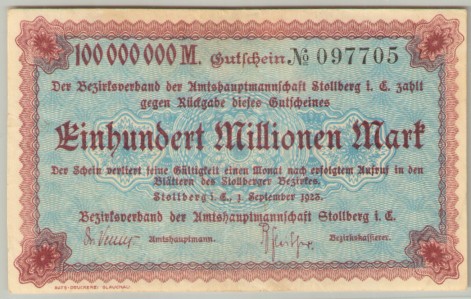 100 000 000 M. Gutschein. № 097705
Der Bezirksverband der Amtshauptmannschaft Stollberg i. E. zahlt
gegen Rückgabe dieses Gutscheines
Einhundert Millionen Mark
Der Schein verliert seine Gültigkeit einen Monat nach erfolgtem Aufruf in den
Blättern des Stollberger Bezirkes.
Stollberg i. E., 1 September 1923.
Bezirksverband der Amtshauptmannschaft Stollberg i. E.
Amtshauptmann. Bezirkskassierer.
GLAUCHAU